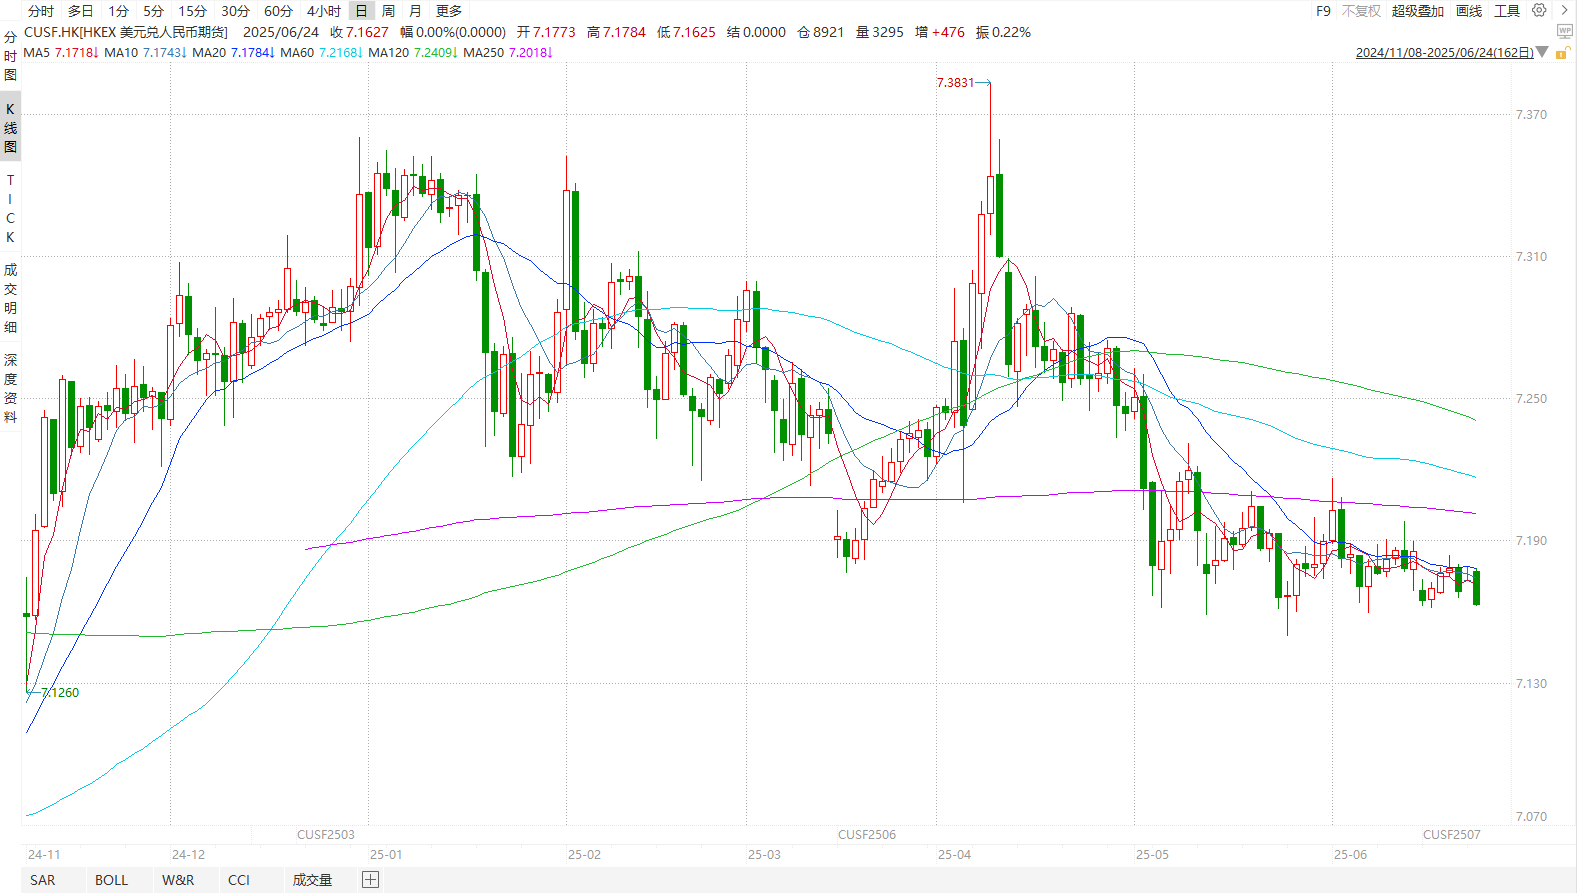 分时 多日 1分 5分 15分 30分 60分 4小时 日 周 月 更多 F9 不复权 超级叠加 画线 工具
CUSF.HK[HKEX 美元兑人民币期货] 2025/06/24 收 7.1627 幅 0.00%(0.0000) 开 7.1773 高 7.1784 低 7.1625 结 0.0000 仓 8921 量 3295 增 +476 振 0.22%
WP
MA5 7.1718↓ MA10 7.1743↓ MA20 7.1784↓ MA60 7.2168↓ MA120 7.2409↓ MA250 7.2018↓ 2024/11/08-2025/06/24(162日)
分时图
K线图
TICK
成交明细
深度资料
7.3831
7.1260
7.370
7.310
7.250
7.190
7.130
7.070
CUSF2503 CUSF2506 CUSF2507
24-11 24-12 25-01 25-02 25-03 25-04 25-05 25-06
SAR BOLL W&R CCI 成交量